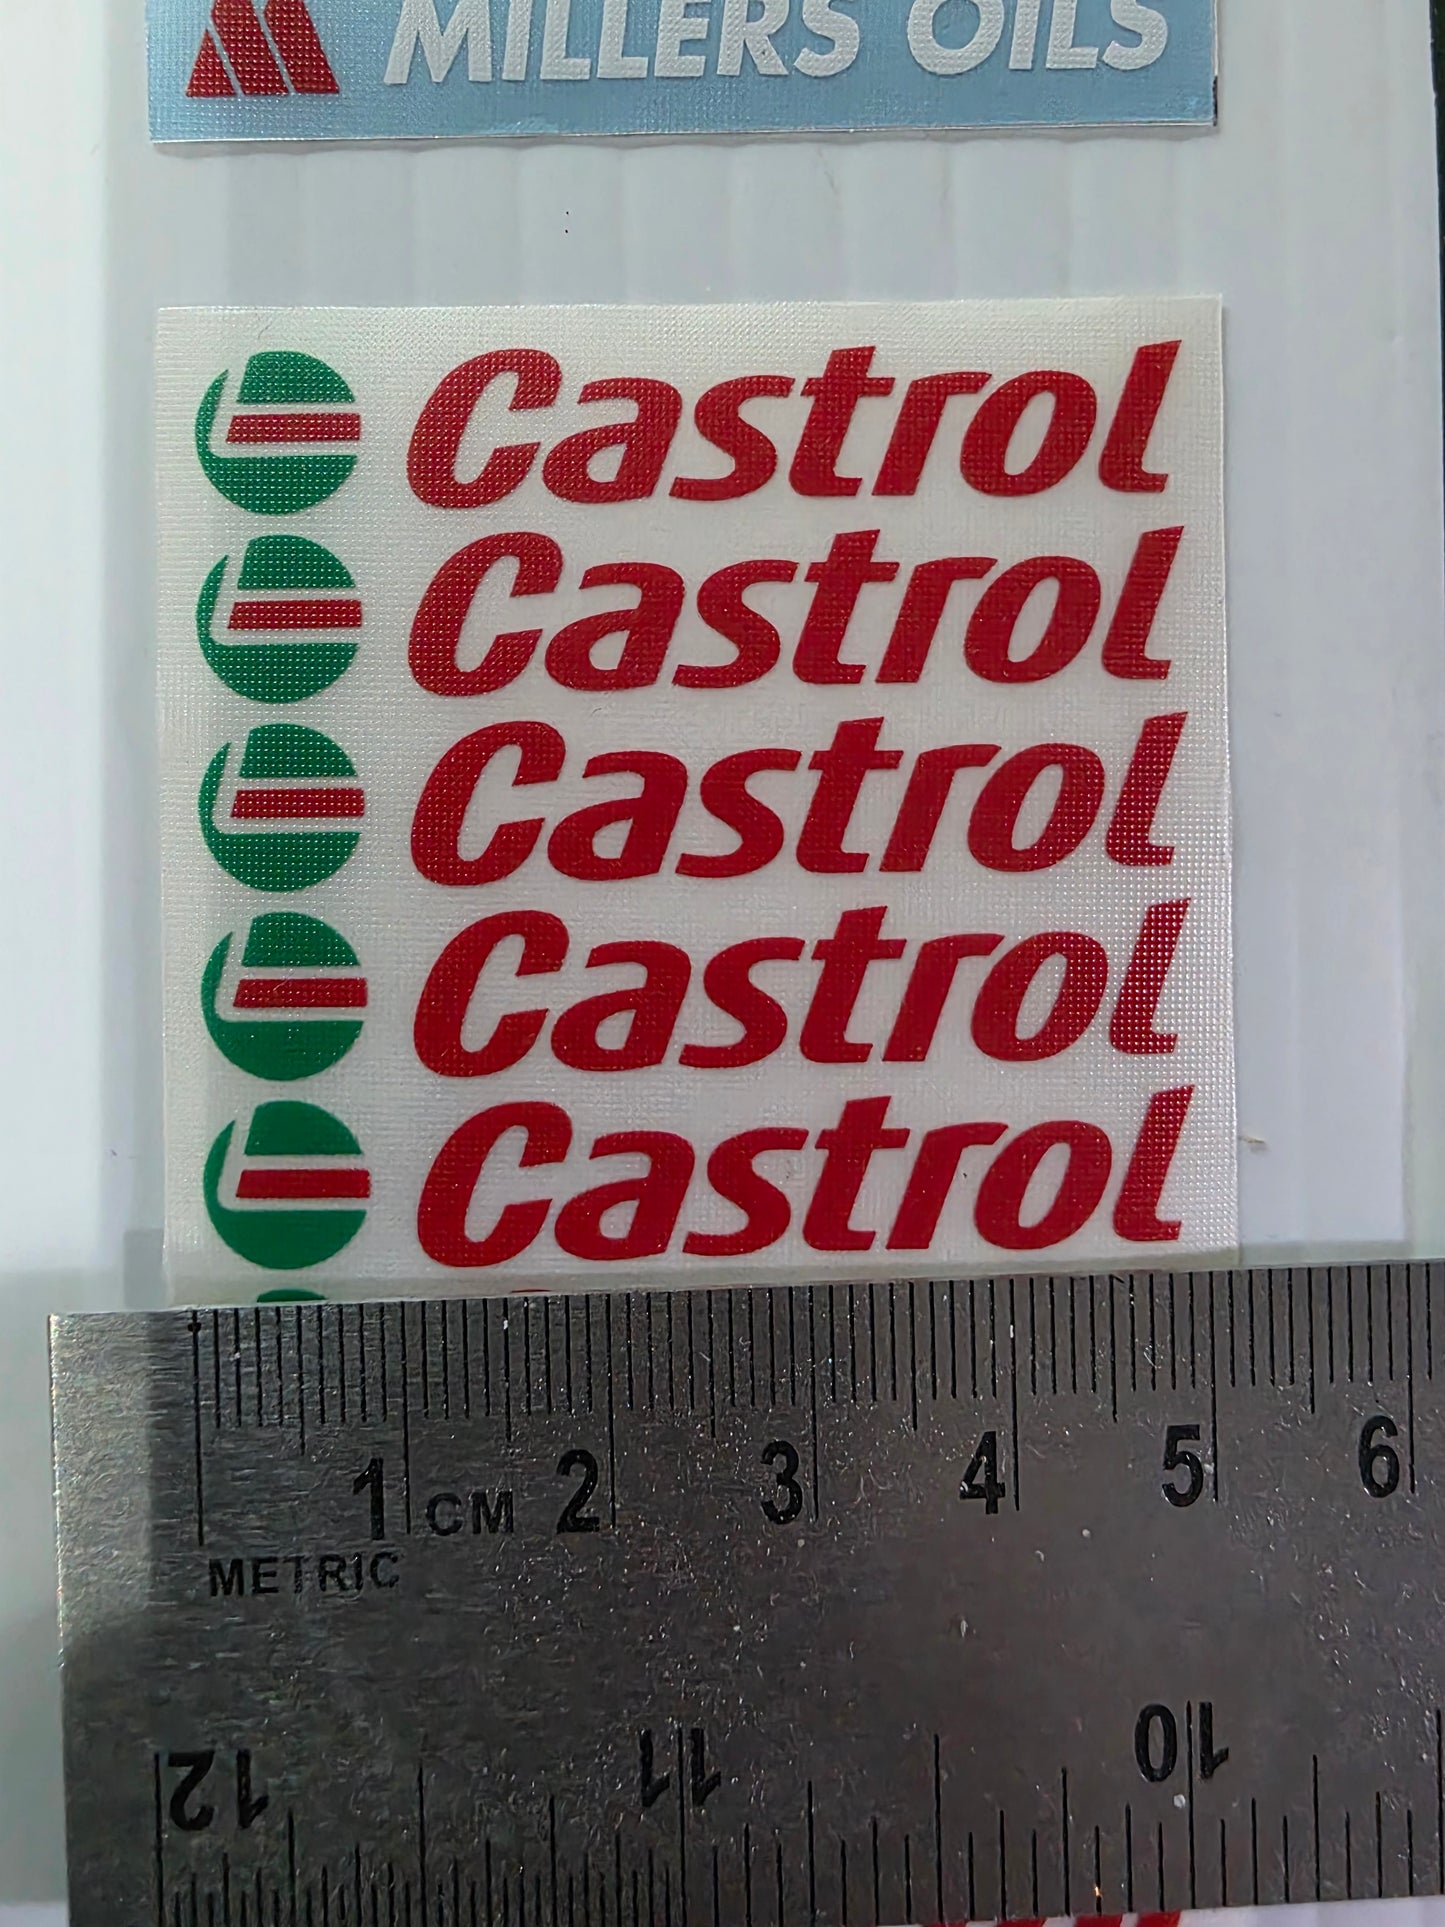 MILLERS OILS
Castrol
Castrol
Castrol
Castrol
Castrol
1 CM 2 3 4 5 6
METRIC
12 11 10